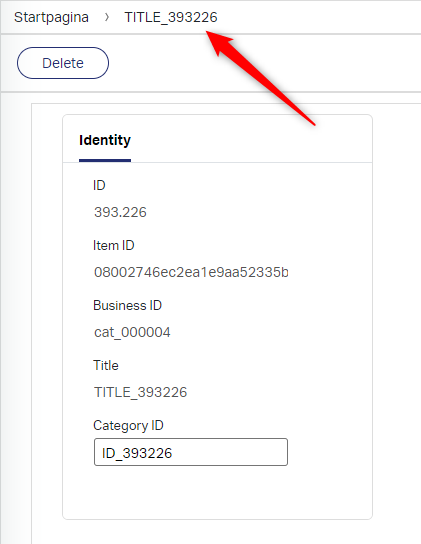 Startpagina > TITLE_393226
Delete
Identity
ID
393.226
Item ID
08002746ec2ea1e9aa52335b
Business ID
cat_000004
Title
TITLE_393226
Category ID
ID_393226